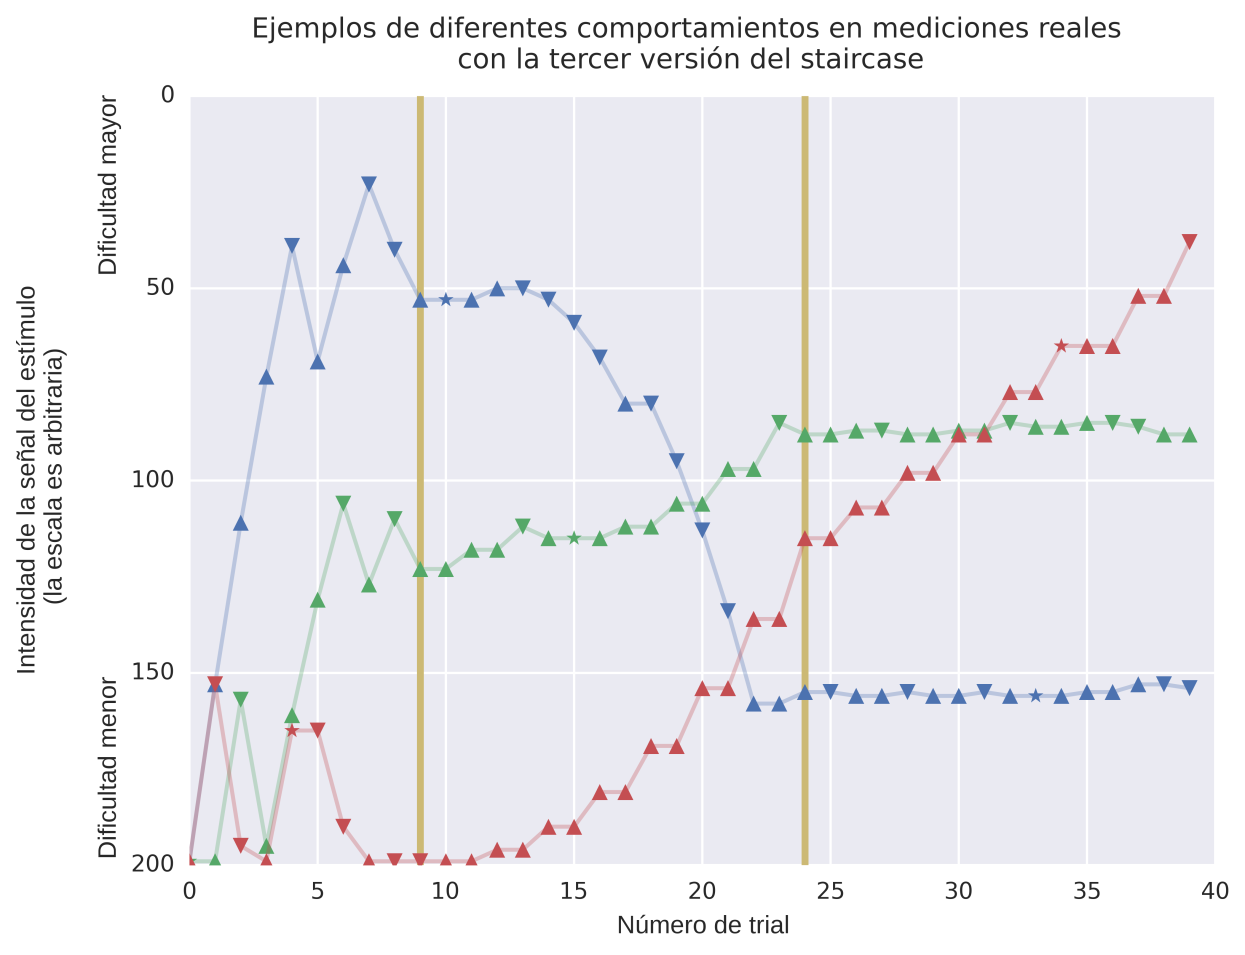 Ejemplos de diferentes comportamientos en mediciones reales
con la tercer versión del staircase
Dificultad mayor
Intensidad de la señal del estímulo
(la escala es arbitraria)
Dificultad menor
0
50
100
150
200
0 5 10 15 20 25 30 35 40
Número de trial